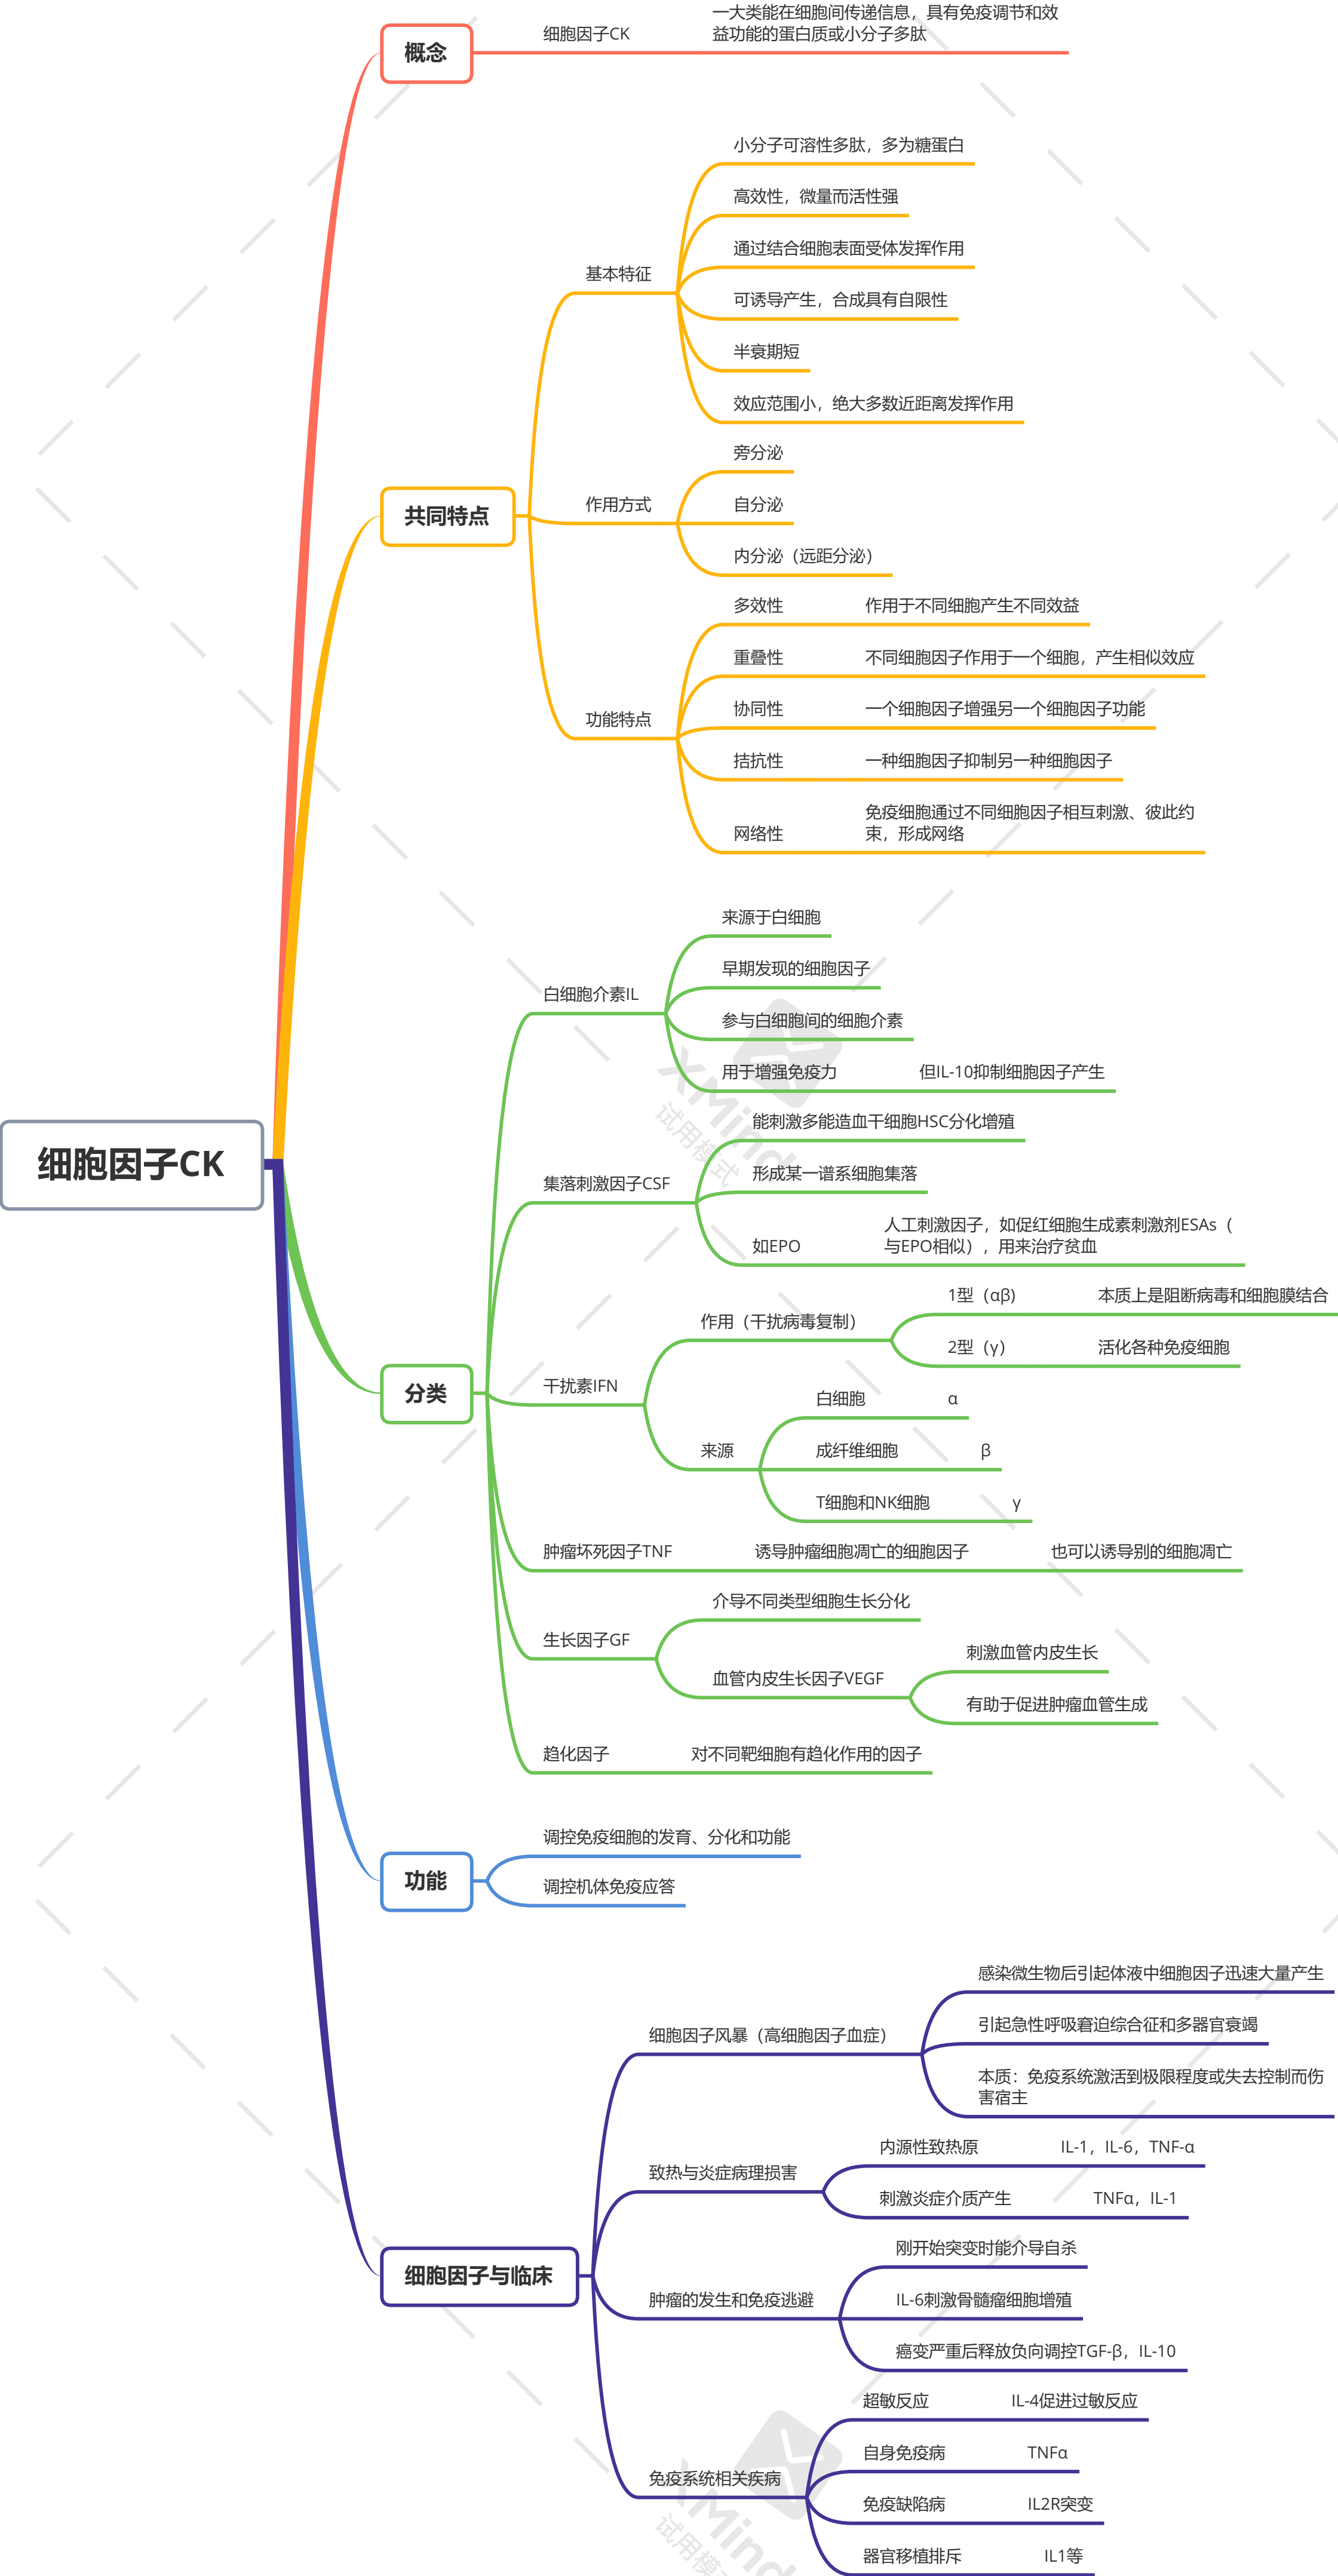 一大类能在细胞间传递信息，具有免疫调节和效
细胞因子CK
益功能的蛋白质或小分子多肽
概念
小分子可溶性多肽，多为糖蛋白
高效性，微量而活性强
通过结合细胞表面受体发挥作用
基本特征
可诱导产生，合成具有自限性
半衰期短
效应范围小，绝大多数近距离发挥作用
旁分泌
作用方式
自分泌
共同特点
内分泌（远距分泌）
多效性
作用于不同细胞产生不同效益
重叠性
不同细胞因子作用于一个细胞，产生相似效应
协同性
一个细胞因子增强另一个细胞因子功能
功能特点
拮抗性
一种细胞因子抑制另一种细胞因子
免疫细胞通过不同细胞因子相互刺激、彼此约
网络性
束，形成网络
来源于白细胞
早期发现的细胞因子
白细胞介素IL
参与白细胞间的细胞介素
用于增强免疫力
但IL-10抑制细胞因子产生
XMind
试用模式
能刺激多能造血干细胞HSC分化增殖
细胞因子CK
形成某一谱系细胞集落
集落刺激因子CSF
人工刺激因子，如促红细胞生成素刺激剂ESAs（
如EPO
与EPO相似），用来治疗贫血
1型（αβ)
本质上是阻断病毒和细胞膜结合
作用（干扰病毒复制）
2型（γ）
活化各种免疫细胞
干扰素IFN
分类
白细胞
α
来源
成纤维细胞
β
T细胞和NK细胞
γ
肿瘤坏死因子TNF
诱导肿瘤细胞凋亡的细胞因子
也可以诱导别的细胞凋亡
介导不同类型细胞生长分化
生长因子GF
刺激血管内皮生长
血管内皮生长因子VEGF
有助于促进肿瘤血管生成
趋化因子
对不同靶细胞有趋化作用的因子
调控免疫细胞的发育、分化和功能
功能
调控机体免疫应答
感染微生物后引起体液中细胞因子迅速大量产生
细胞因子风暴（高细胞因子血症）
引起急性呼吸窘迫综合征和多器官衰竭
本质：免疫系统激活到极限程度或失去控制而伤
害宿主
内源性致热原
IL-1，IL-6，TNF-α
致热与炎症病理损害
刺激炎症介质产生
TNFα，IL-1
刚开始突变时能介导自杀
细胞因子与临床
肿瘤的发生和免疫逃避
IL-6刺激骨髓瘤细胞增殖
癌变严重后释放负向调控TGF-β，IL-10
超敏反应
IL-4促进过敏反应
自身免疫病
TNFα
免疫系统相关疾病
免疫缺陷病
IL2R突变
器官移植排斥
IL1等
XMind
试用模